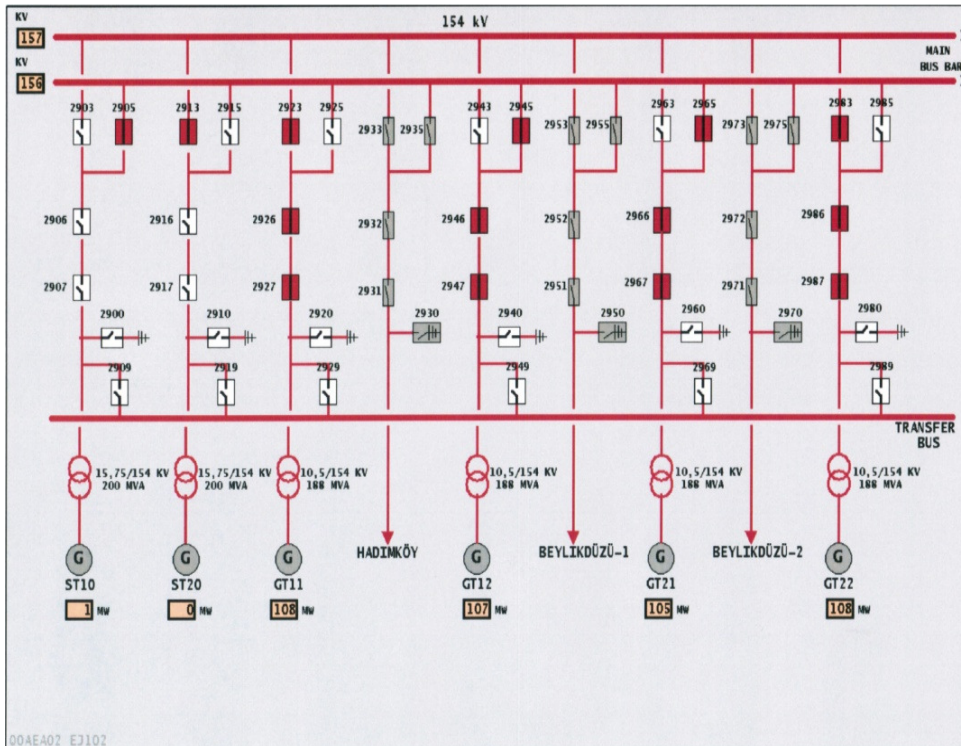 KV
154 kV
157
KV
MAIN
BUS BAR
156
2903 2905 2913 2915 2923 2925 2943 2945 2963 2965 2983 2985
2933 2935 2953 2955 2973 2975
2906 2916 2926 2932 2946 2952 2966 2972 2986
2907 2917 2927 2931 2947 2951 2967 2971 2987
2900 2910 2920 2930 2940 2950 2960 2970 2980
2909 2919 2929 2949 2969 2989
TRANSFER
BUS
15,75/154 KV 15,75/154 KV 10,5/154 KV 10,5/154 KV 10,5/154 KV 10,5/154 KV
200 MVA 200 MVA 188 MVA 188 MVA 188 MVA 188 MVA
G G G HADIMKÖY G BEYLIKDÜZÜ-1 G BEYLIKDÜZÜ-2 G
ST10 ST20 GT11 GT12 GT21 GT22
1 MW 0 MW 108 MW 107 MW 105 MW 108 MW
00AEA02 EJ102